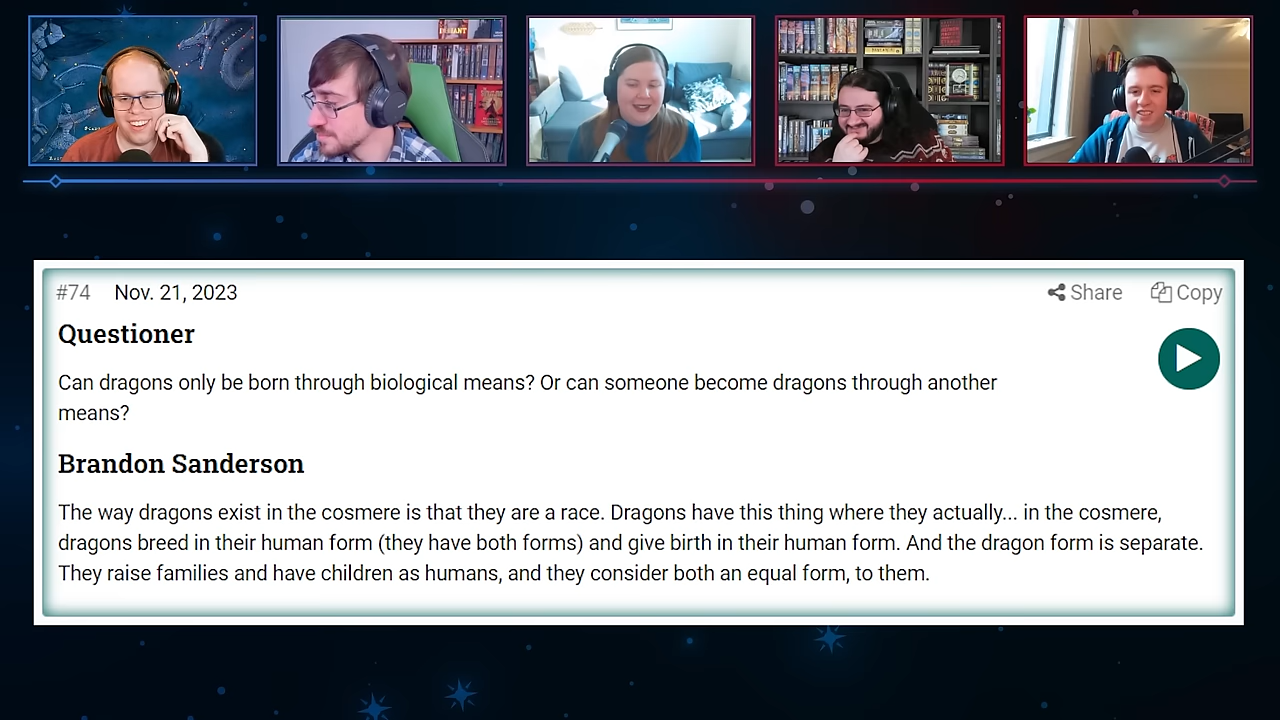 #74 Nov. 21, 2023 Share Copy
Questioner
Can dragons only be born through biological means? Or can someone become dragons through another
means?
Brandon Sanderson
The way dragons exist in the cosmere is that they are a race. Dragons have this thing where they actually... in the cosmere,
dragons breed in their human form (they have both forms) and give birth in their human form. And the dragon form is separate.
They raise families and have children as humans, and they consider both an equal form, to them.